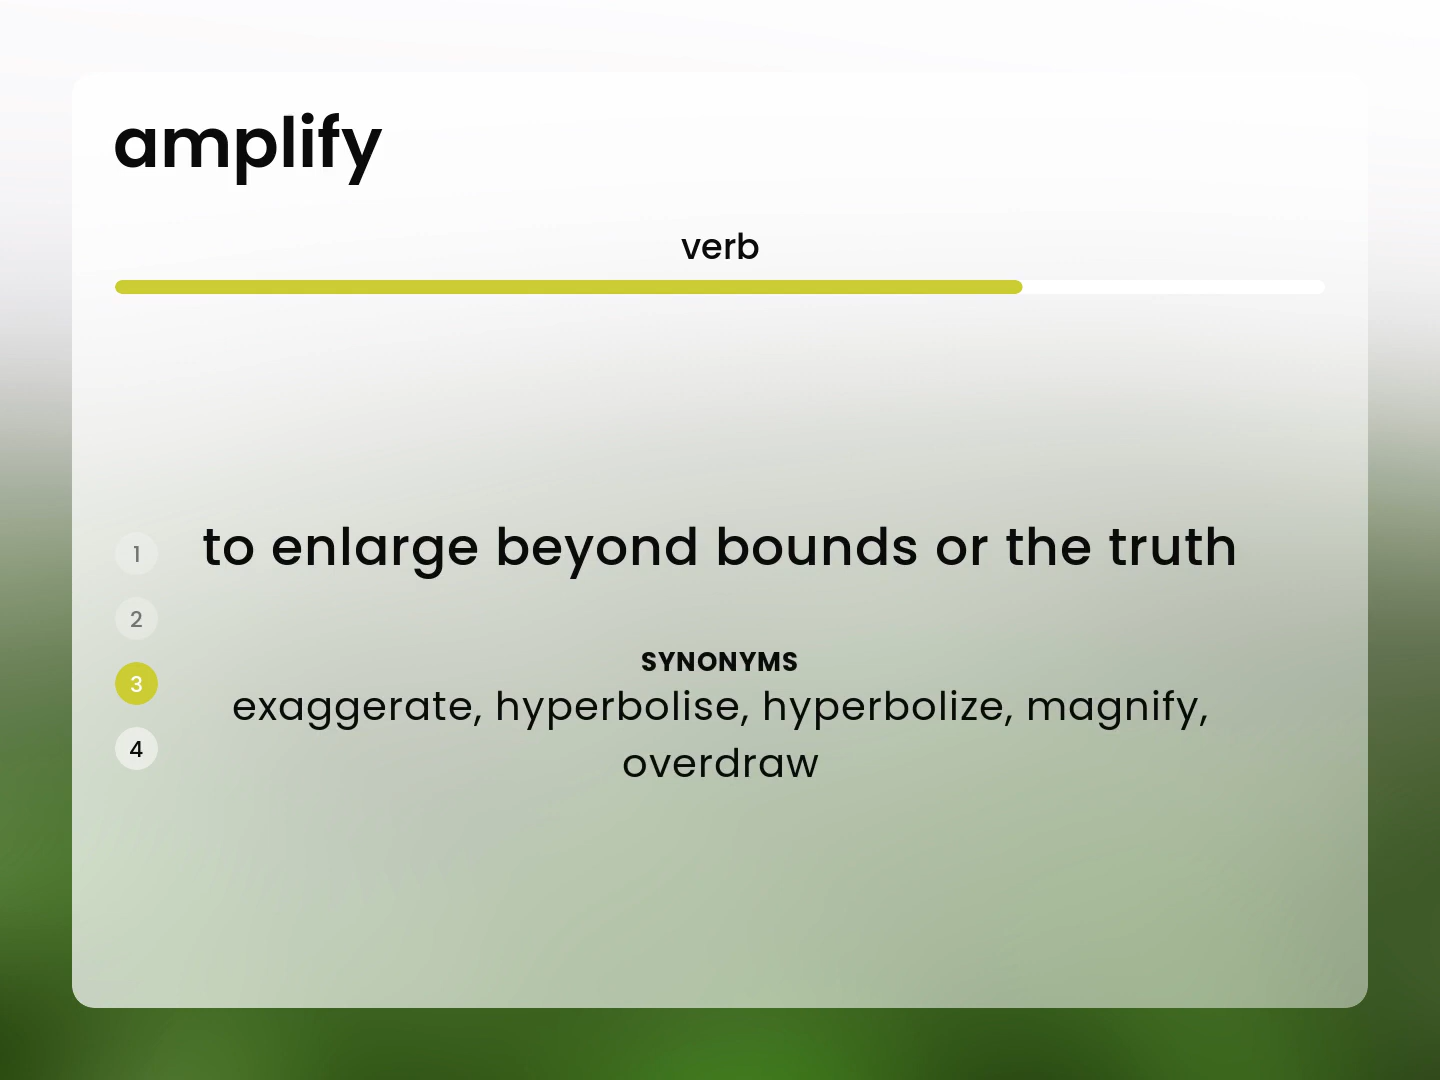 amplify
verb
to enlarge beyond bounds or the truth
1
2
3
4
SYNONYMS
exaggerate, hyperbolise, hyperbolize, magnify,
overdraw